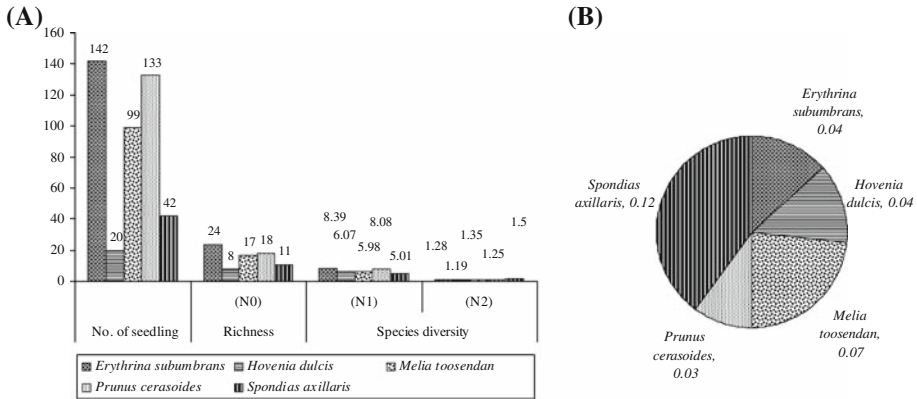 (A)
(B)
160
140
120
100
80
60
40
20
0
142
20
99
133
42
24
8
17
18
11
8.39
6.07
5.98
8.08
5.01
1.28
1.19
1.35
1.25
1.5
(N0)
(N1)
(N2)
No. of seedling
Richness
Species diversity
Erythrina subumbrans
Hovenia dulcis
Melia toosendan
Prunus cerasoides
Spondias axillaris
Erythrina
subumbrans,
0.04
Hovenia
dulcis, 0.04
Melia
toosendan,
0.07
Prunus
cerasoides,
0.03
Spondias
axillaris, 0.12